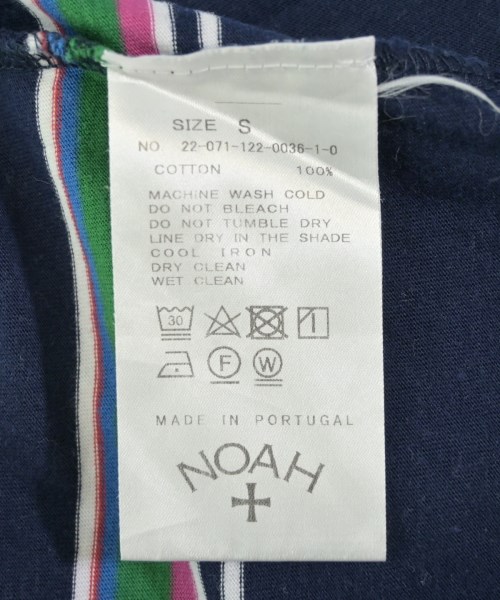 SIZE S
NO. 22-071-122-0036-1-0
COTTON 100%
MACHINE WASH COLD
DO NOT BLEACH
DO NOT TUMBLE DRY
LINE DRY IN THE SHADE
COOL IRON
DRY CLEAN
WET CLEAN
30
F W
MADE IN PORTUGAL
NOAH